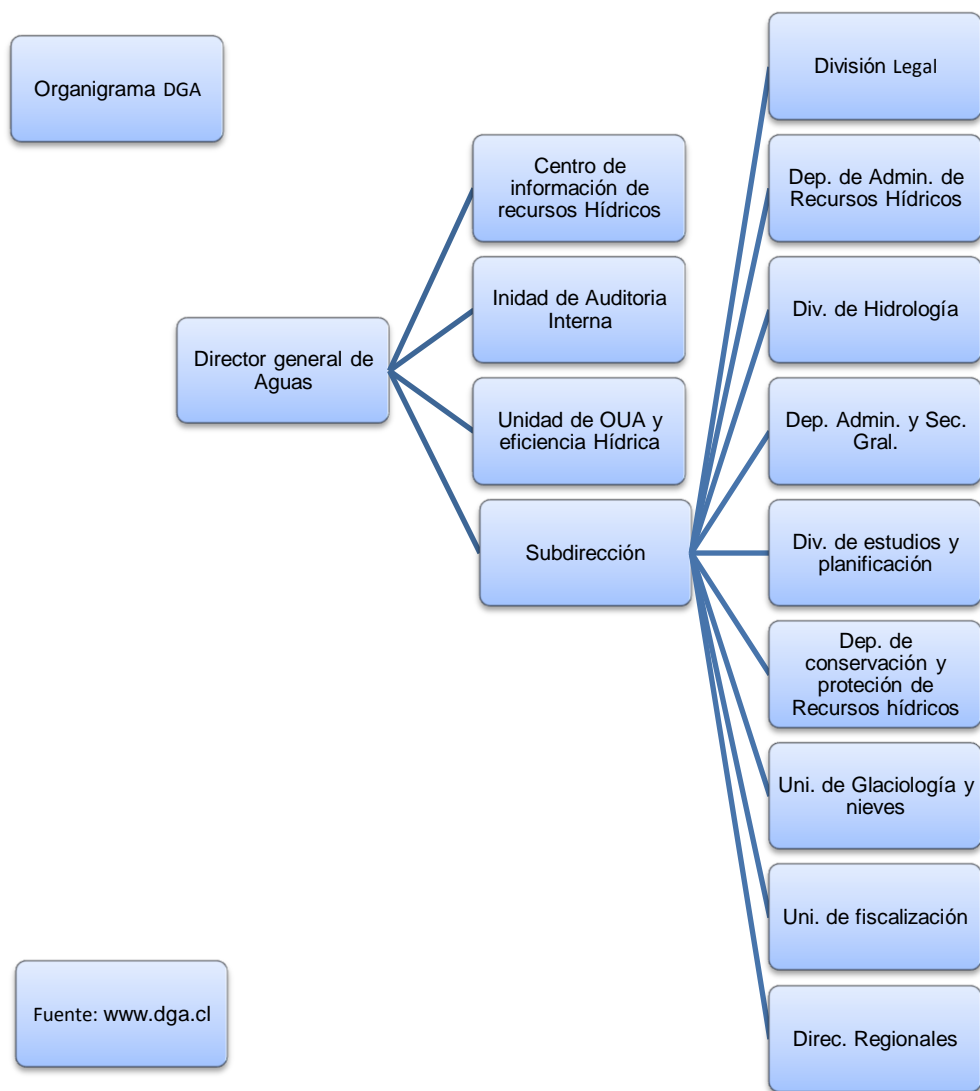 Organigrama DGA
Director general de
Aguas
Centro de
información de
recursos Hídricos
Inidad de Auditoria
Interna
Unidad de OUA y
eficiencia Hídrica
Subdirección
División Legal
Dep. de Admin. de
Recursos Hídricos
Div. de Hidrología
Dep. Admin. y Sec.
Gral.
Div. de estudios y
planificación
Dep. de
conservación y
proteción de
Recursos hídricos
Uni. de Glaciología y
nieves
Uni. de fiscalización
Direc. Regionales
Fuente: www.dga.cl